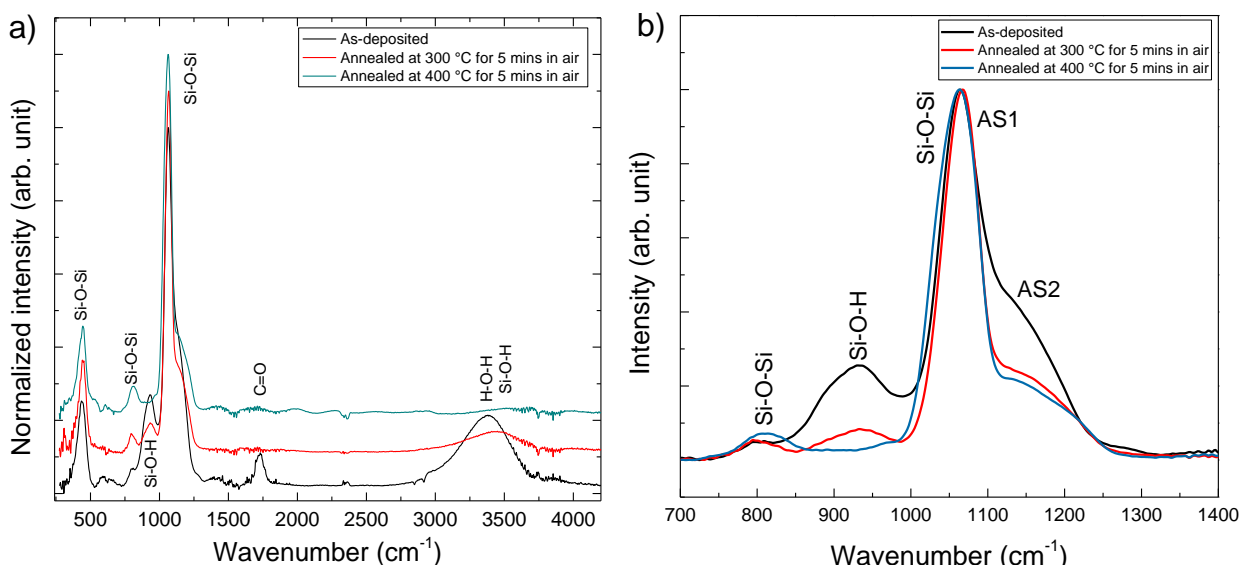 a)
As-deposited
Annealed at 300 °C for 5 mins in air
Annealed at 400 °C for 5 mins in air
Si-O-Si
Si-O-Si
Si-O-Si
Si-O-H
C=O
H-O-H
Si-O-H
Normalized intensity (arb. unit)
500 1000 1500 2000 2500 3000 3500 4000
Wavenumber (cm⁻¹)
b)
As-deposited
Annealed at 300 °C for 5 mins in air
Annealed at 400 °C for 5 mins in air
Si-O-Si
AS1
AS2
Si-O-H
Si-O-Si
Intensity (arb. unit)
700 800 900 1000 1100 1200 1300 1400
Wavenumber (cm⁻¹)